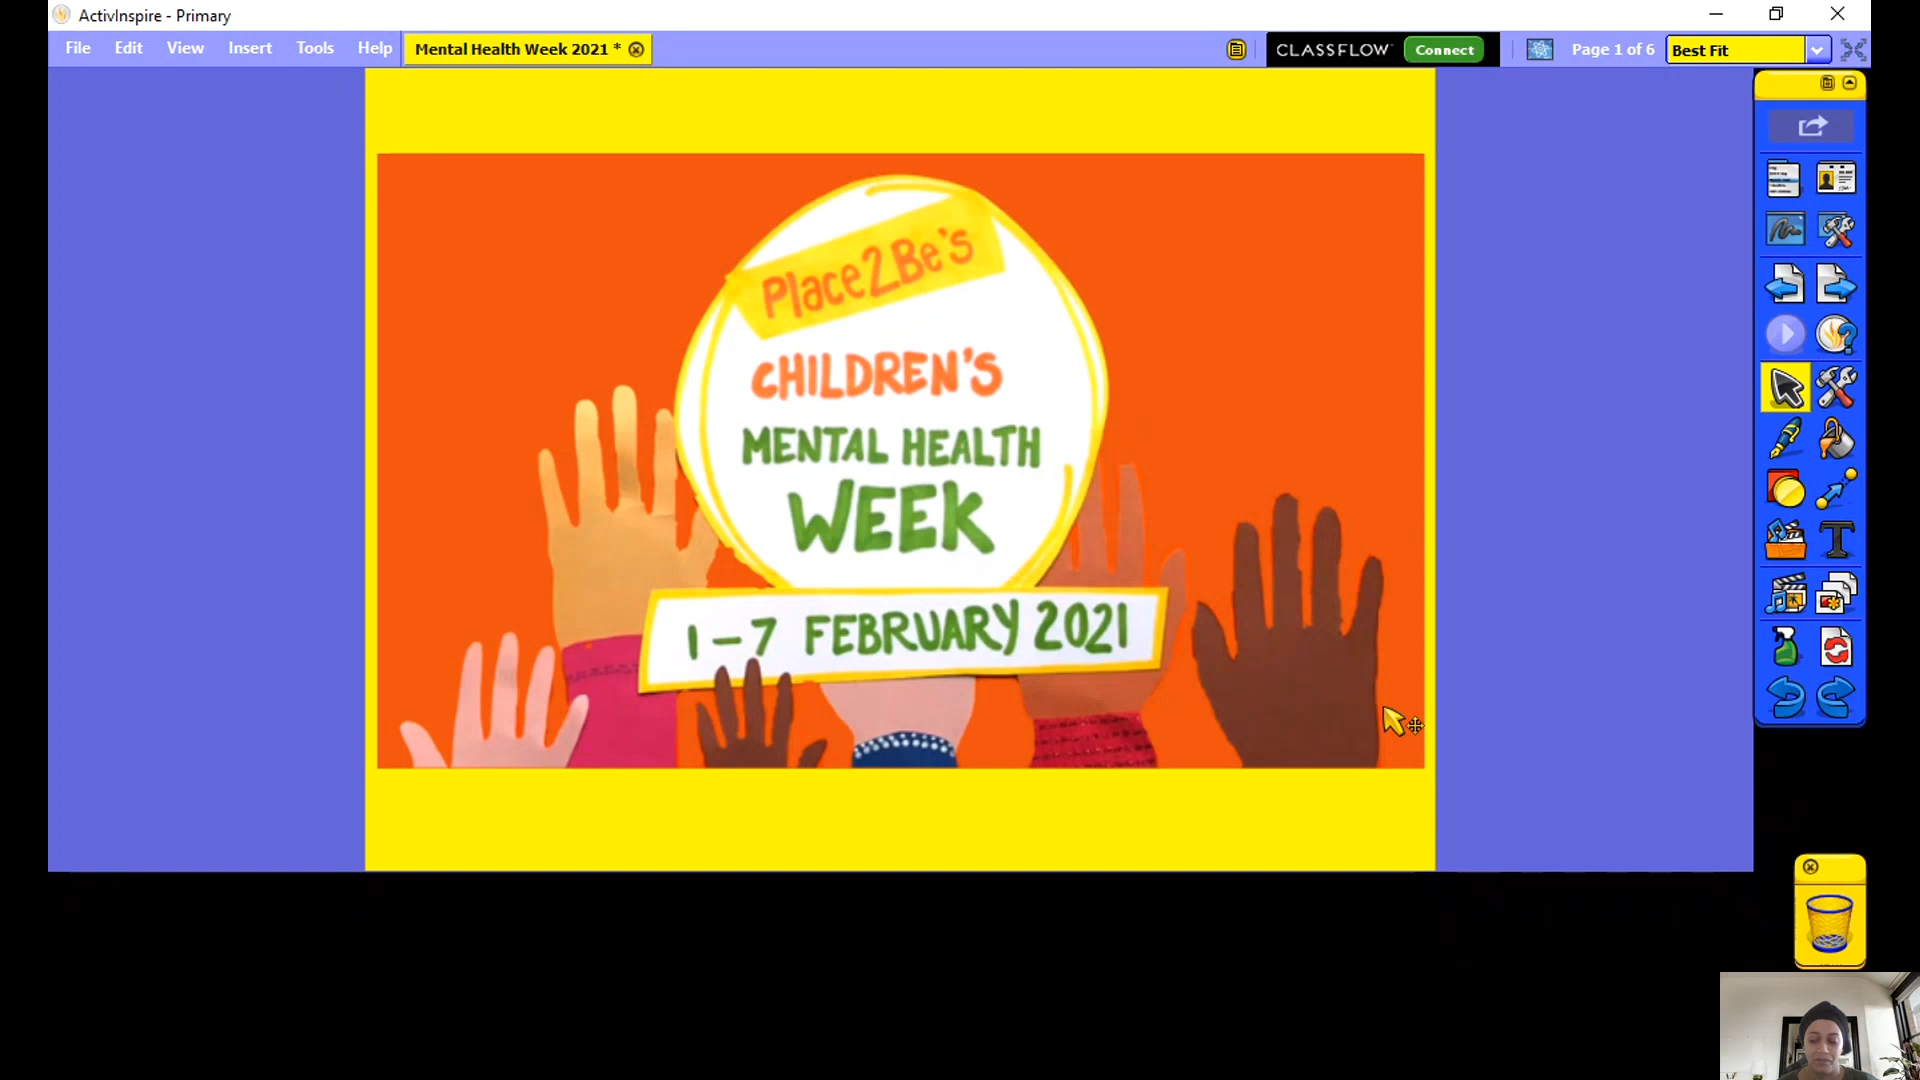 ActivInspire - Primary
File Edit View Insert Tools Help
Mental Health Week 2021 *
CLASSFLOW Connect
Page 1 of 6
Best Fit
Place2Be's
CHILDREN'S
MENTAL HEALTH
WEEK
1-7 FEBRUARY 2021